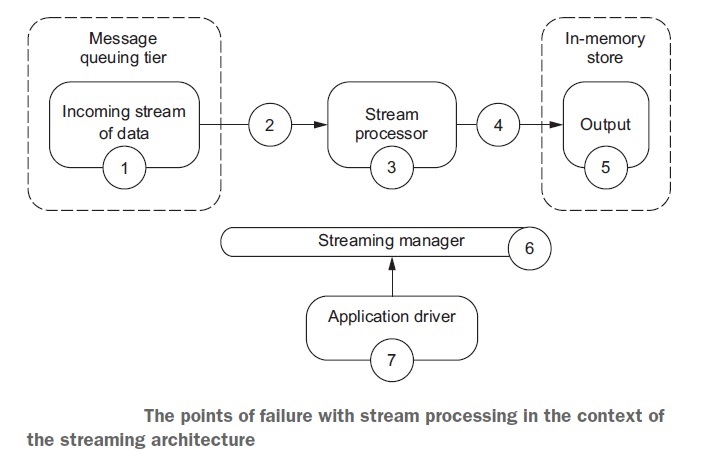 Message
queuing tier
Incoming stream
of data
1
2
Stream
processor
3
4
In-memory
store
Output
5
Streaming manager
6
Application driver
7
The points of failure with stream processing in the context of
the streaming architecture